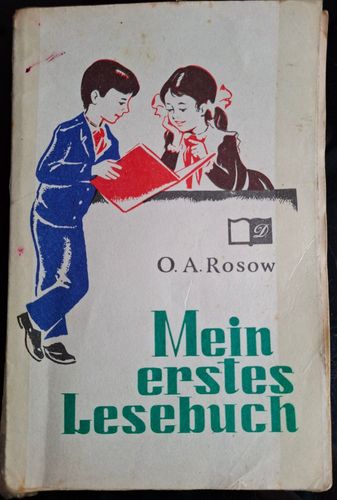 D
O. A. Rosow
Mein
erstes
Lesebuch